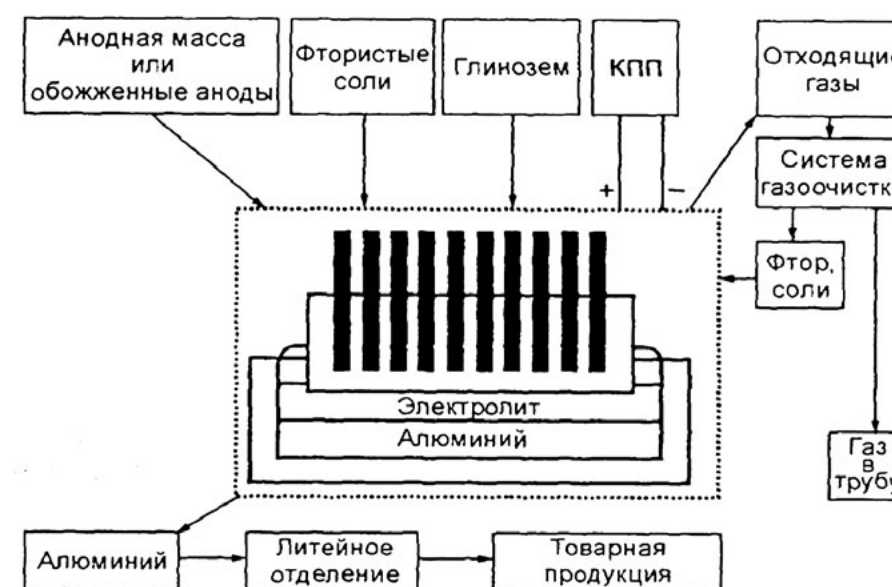 Анодная масса
или
обожженные аноды
Фтористые
соли
Глинозем
КПП
Отходящие
газы
Система
газоочистк
+
−
Фтор,
соли
Электролит
Алюминий
Газ
в
трубу
Алюминий
Литейное
отделение
Товарная
продукция